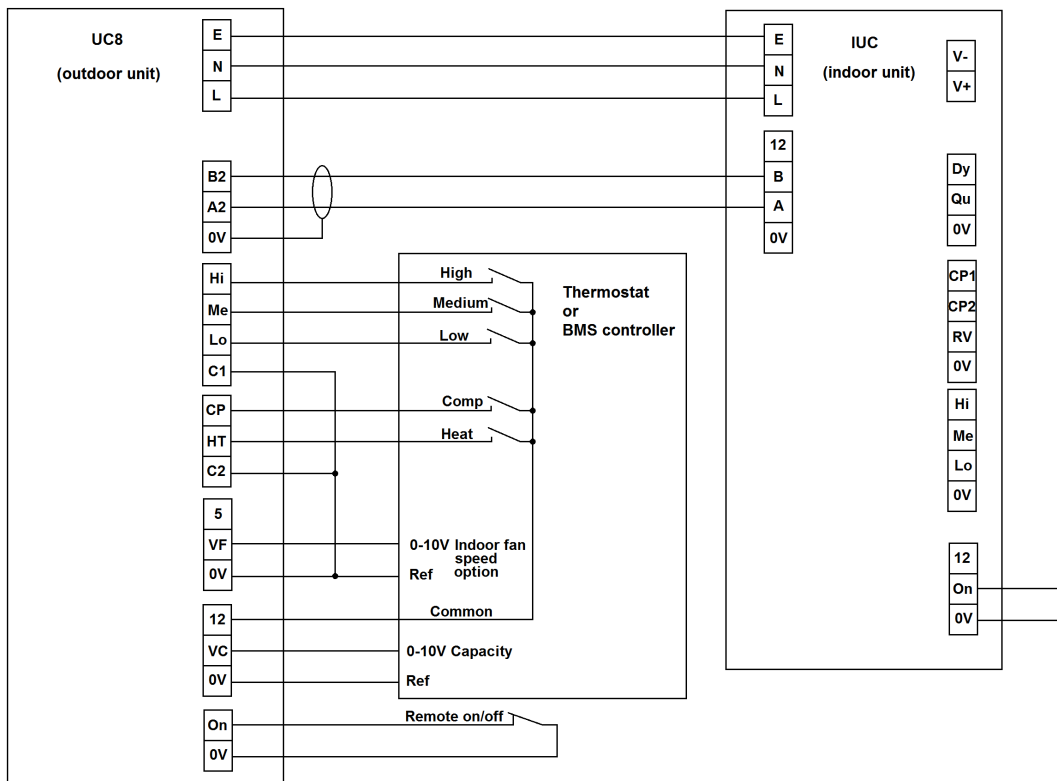 UC8
(outdoor unit)
E
N
L
B2
A2
0V
Hi
Me
Lo
C1
CP
HT
C2
5
VF
0V
12
VC
0V
On
0V
High
Medium
Low
Comp
Heat
Thermostat
or
BMS controller
0-10V Indoor fan
speed
option
Ref
Common
0-10V Capacity
Ref
Remote on/off
IUC
(indoor unit)
E
N
L
12
B
A
0V
V-
V+
Dy
Qu
0V
CP1
CP2
RV
0V
Hi
Me
Lo
0V
12
On
0V